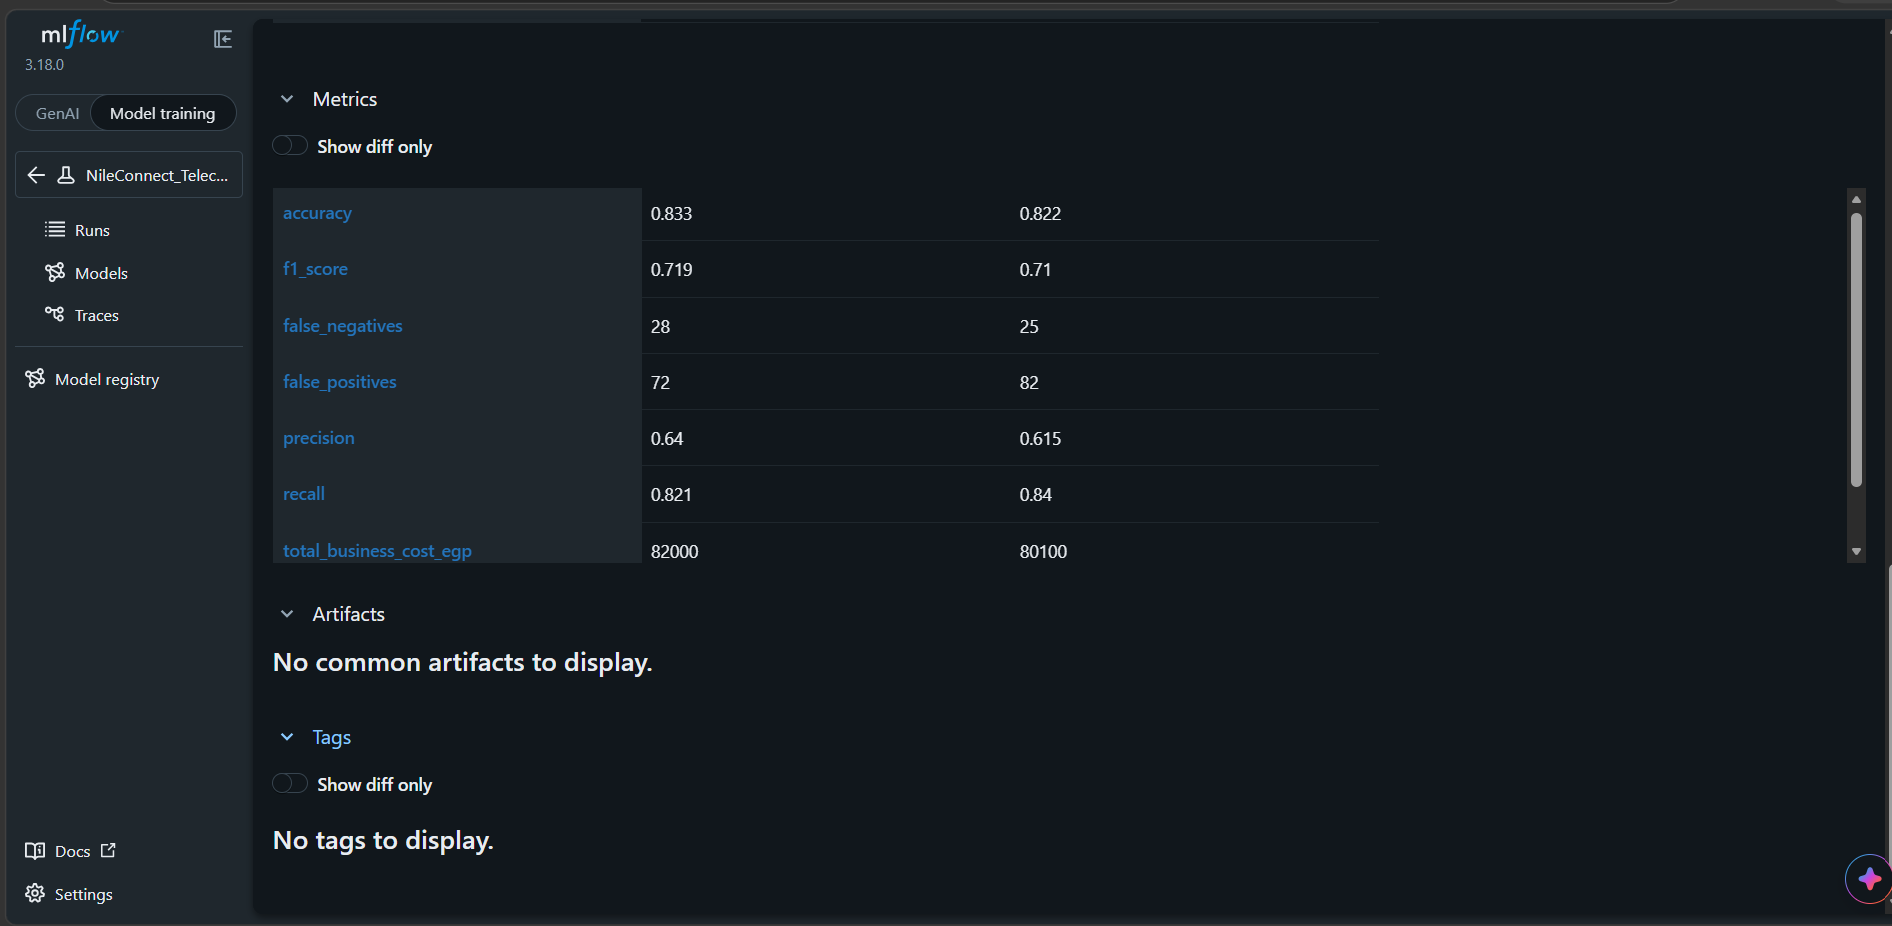 mlflow
3.18.0
GenAI Model training
NileConnect_Telec...
Runs
Models
Traces
Model registry
Docs
Settings
Metrics
Show diff only
accuracy 0.833 0.822
f1_score 0.719 0.71
false_negatives 28 25
false_positives 72 82
precision 0.64 0.615
recall 0.821 0.84
total_business_cost_egp 82000 80100
Artifacts
No common artifacts to display.
Tags
Show diff only
No tags to display.